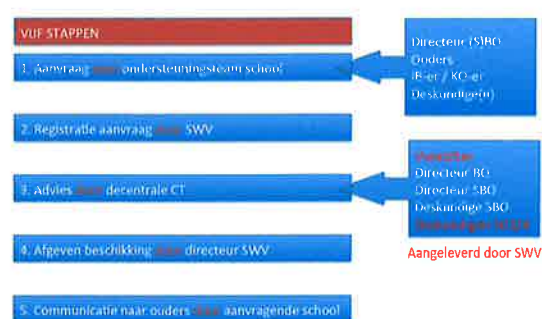 VIJF STAPPEN
1. Aanvraag door ondersteuningsteam school
2. Registratie aanvraag door SWV
3. Advies door decentrale CT
4. Afgeven beschikking door directeur SWV
5. Communicatie naar ouders door aanvragende school
Directeur (S)BO
Ouders
IB-er / KO-er
Deskundige(n)
Voorzitter
Directeur BO
Directeur SBO
Deskundige SBO
Aangeleverd door SWV